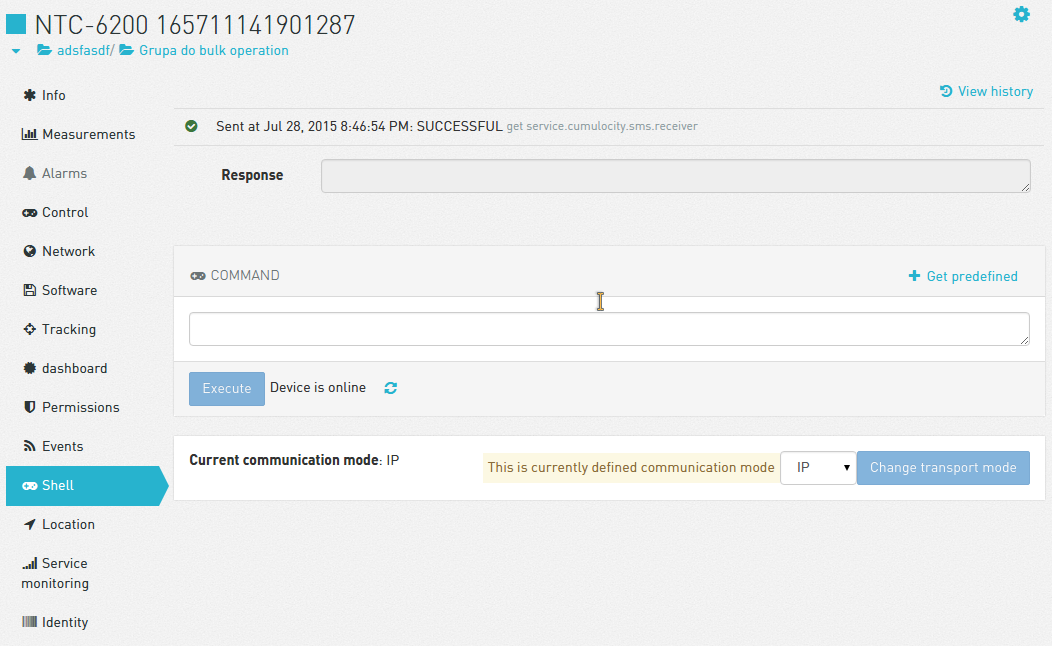 NTC-6200 165711141901287
adsfasdf/ Grupa do bulk operation
Info
Measurements
Alarms
Control
Network
Software
Tracking
dashboard
Permissions
Events
Shell
Location
Service
monitoring
Identity
View history
Sent at Jul 28, 2015 8:46:54 PM: SUCCESSFUL get service.cumulocity.sms.receiver
Response
COMMAND
Get predefined
Execute Device is online
Current communication mode: IP
This is currently defined communication mode IP Change transport mode